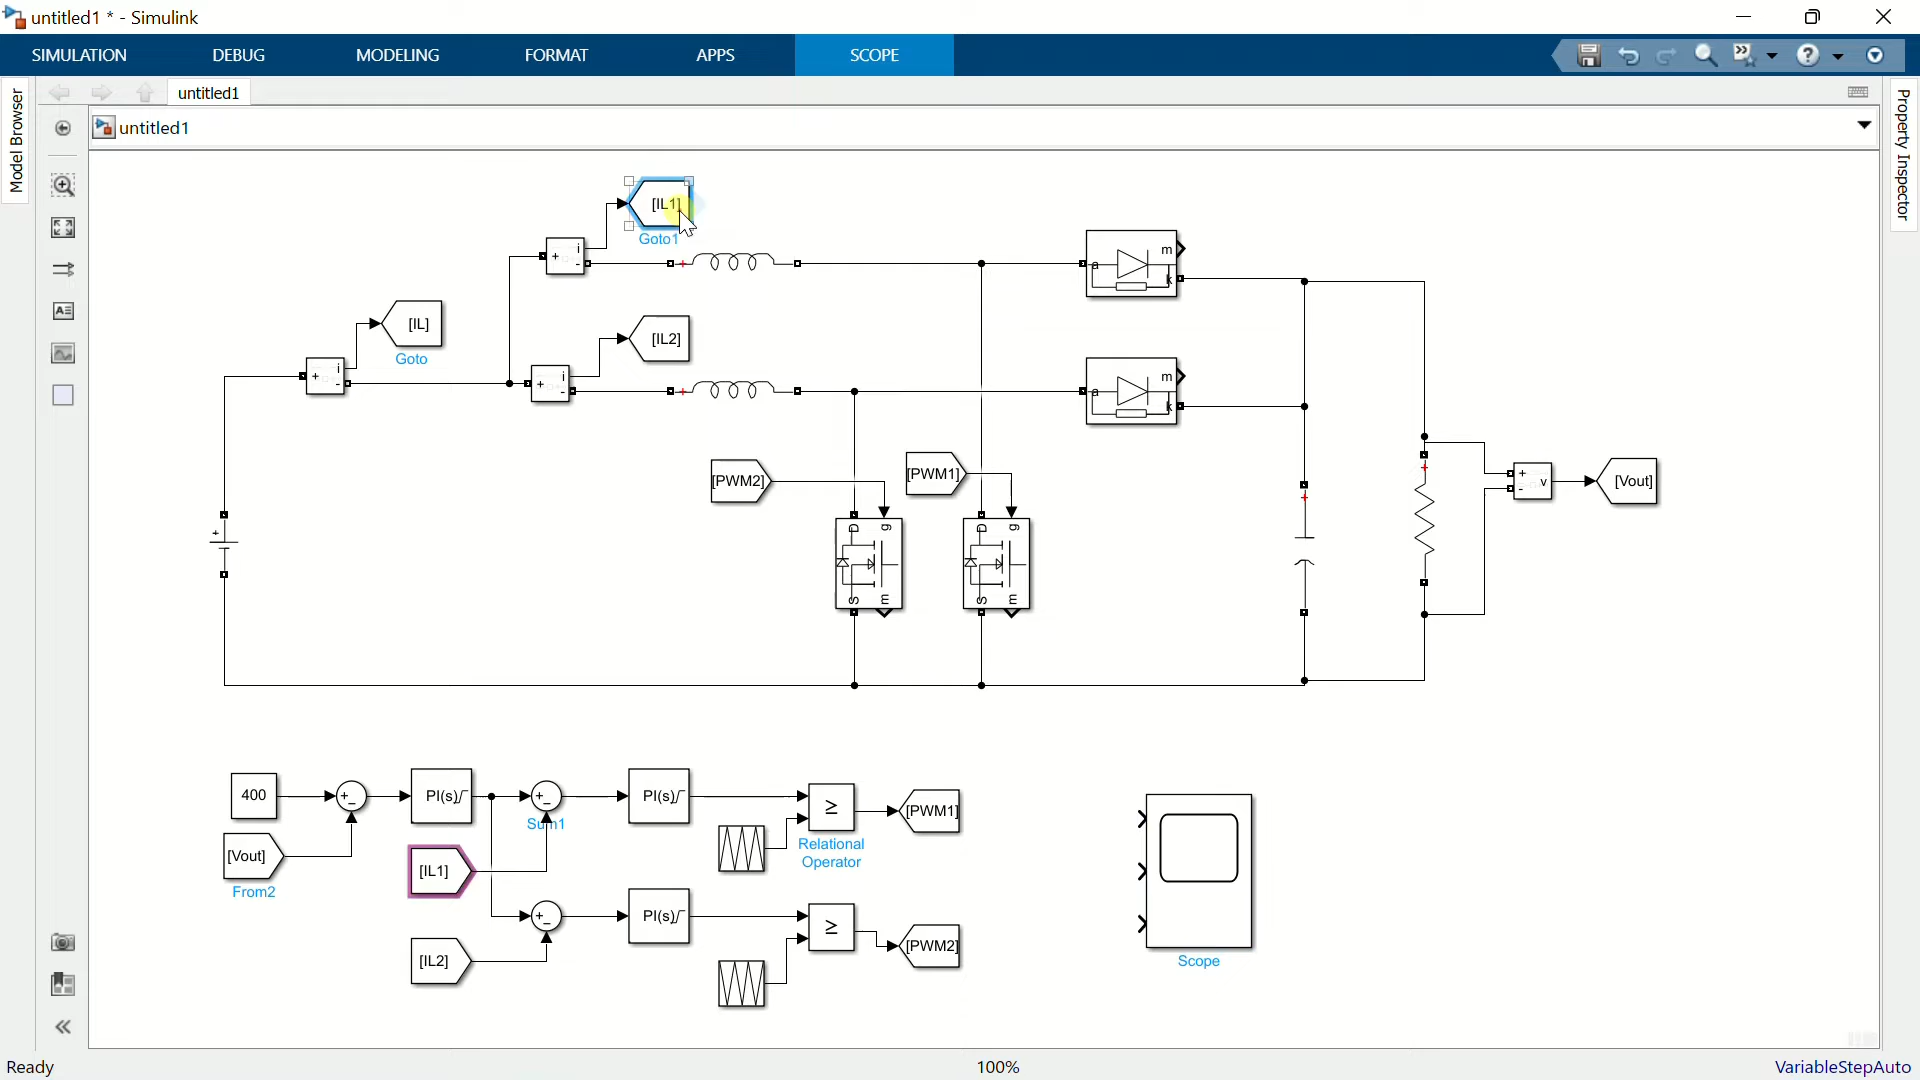 untitled1 * - Simulink
SIMULATION DEBUG MODELING FORMAT APPS SCOPE
Model Browser
untitled1
untitled1
Property Inspector
[IL1]
Goto1
i
+
-
+
m
a
k
[IL]
Goto
[IL2]
i
+
-
i
+
-
+
m
a
k
[PWM2]
[PWM1]
+
+
+
-
v
[Vout]
+
D
g
S
m
D
g
S
m
400
+
-
PI(s)
+
-
Sum1
PI(s)
≥
[PWM1]
Relational
Operator
[Vout]
From2
[IL1]
+
-
PI(s)
≥
[PWM2]
[IL2]
Scope
Ready
100%
VariableStepAuto